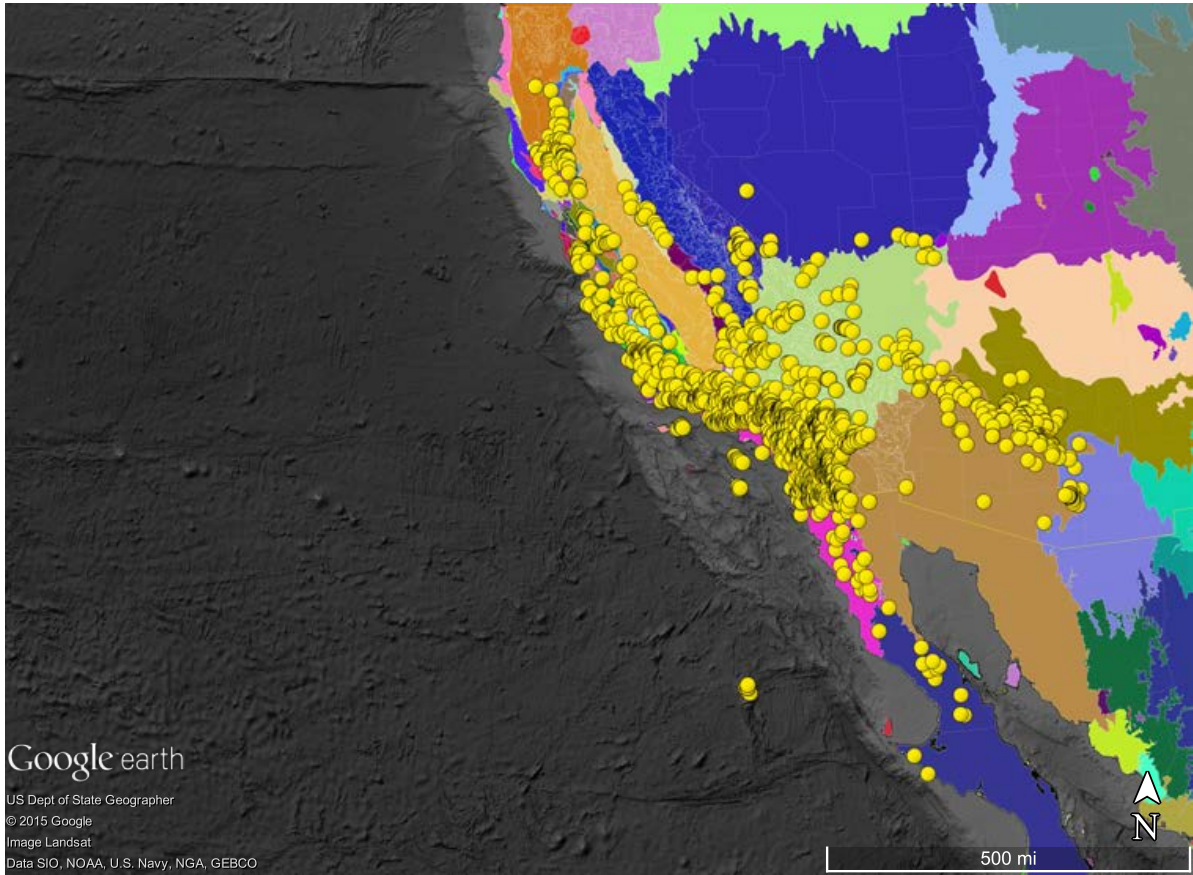 Google earth
US Dept of State Geographer
© 2015 Google
Image Landsat
Data SIO, NOAA, U.S. Navy, NGA, GEBCO
N
500 mi